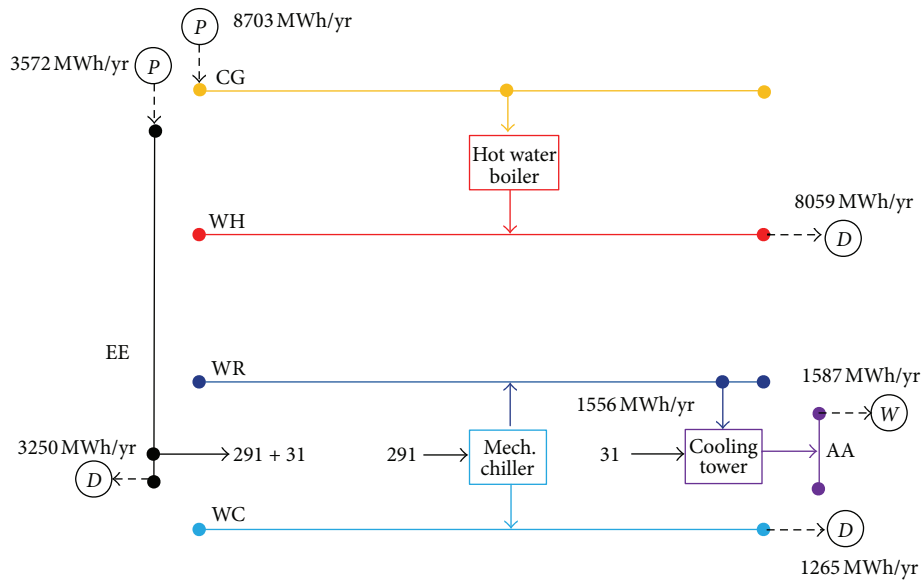 8703 MWh/yr
P
3572 MWh/yr
P
CG
Hot water
boiler
8059 MWh/yr
WH
D
EE
WR
1587 MWh/yr
1556 MWh/yr
W
3250 MWh/yr
291 + 31
291
Mech.
chiller
31
Cooling
tower
AA
D
WC
D
1265 MWh/yr